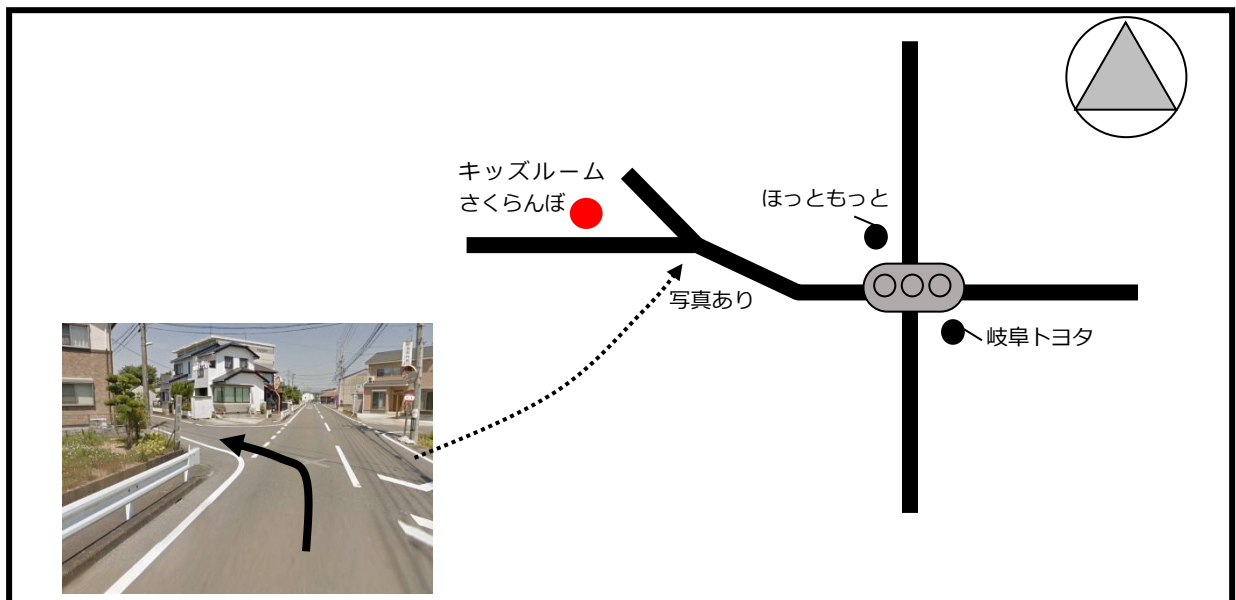 キッズルーム
さくらんぼ
ほっともっと
写真あり
岐阜トヨタ